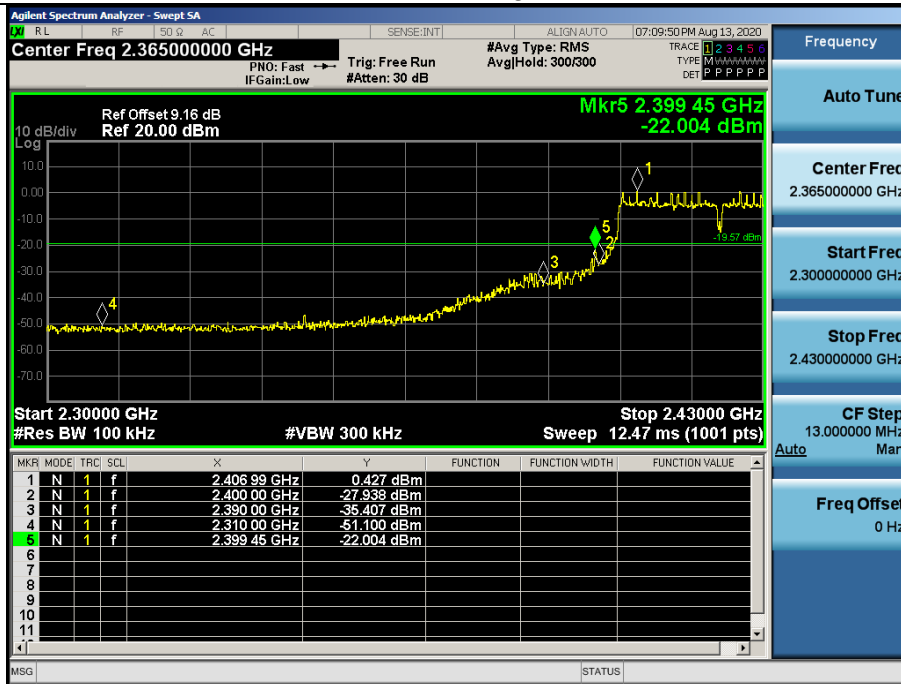 Agilent Spectrum Analyzer - Swept SA
LXI RL RF 50 Ω AC SENSE:INT ALIGN AUTO 07:09:50 PM Aug 13, 2020
Center Freq 2.365000000 GHz #Avg Type: RMS TRACE 1 2 3 4 5 6
PNO: Fast Trig: Free Run Avg|Hold: 300/300 TYPE M
IFGain:Low #Atten: 30 dB DET P P P P P P
Mkr5 2.399 45 GHz
-22.004 dBm
Ref Offset 9.16 dB
10 dB/div Ref 20.00 dBm
Log
10.0
0.00
-10.0
-20.0
-30.0
-40.0
-50.0
-60.0
-70.0
1
5
2
3
4
-19.57 dBm
Start 2.30000 GHz Stop 2.43000 GHz
#Res BW 100 kHz #VBW 300 kHz Sweep 12.47 ms (1001 pts)
MKR MODE TRC SCL X Y FUNCTION FUNCTION WIDTH FUNCTION VALUE
1 N 1 f 2.406 99 GHz 0.427 dBm
2 N 1 f 2.400 00 GHz -27.938 dBm
3 N 1 f 2.390 00 GHz -35.407 dBm
4 N 1 f 2.310 00 GHz -51.100 dBm
5 N 1 f 2.399 45 GHz -22.004 dBm
6
7
8
9
10
11
MSG STATUS
Frequency
Auto Tune
Center Freq
2.365000000 GHz
Start Freq
2.300000000 GHz
Stop Freq
2.430000000 GHz
CF Step
13.000000 MHz
Auto Man
Freq Offset
0 Hz